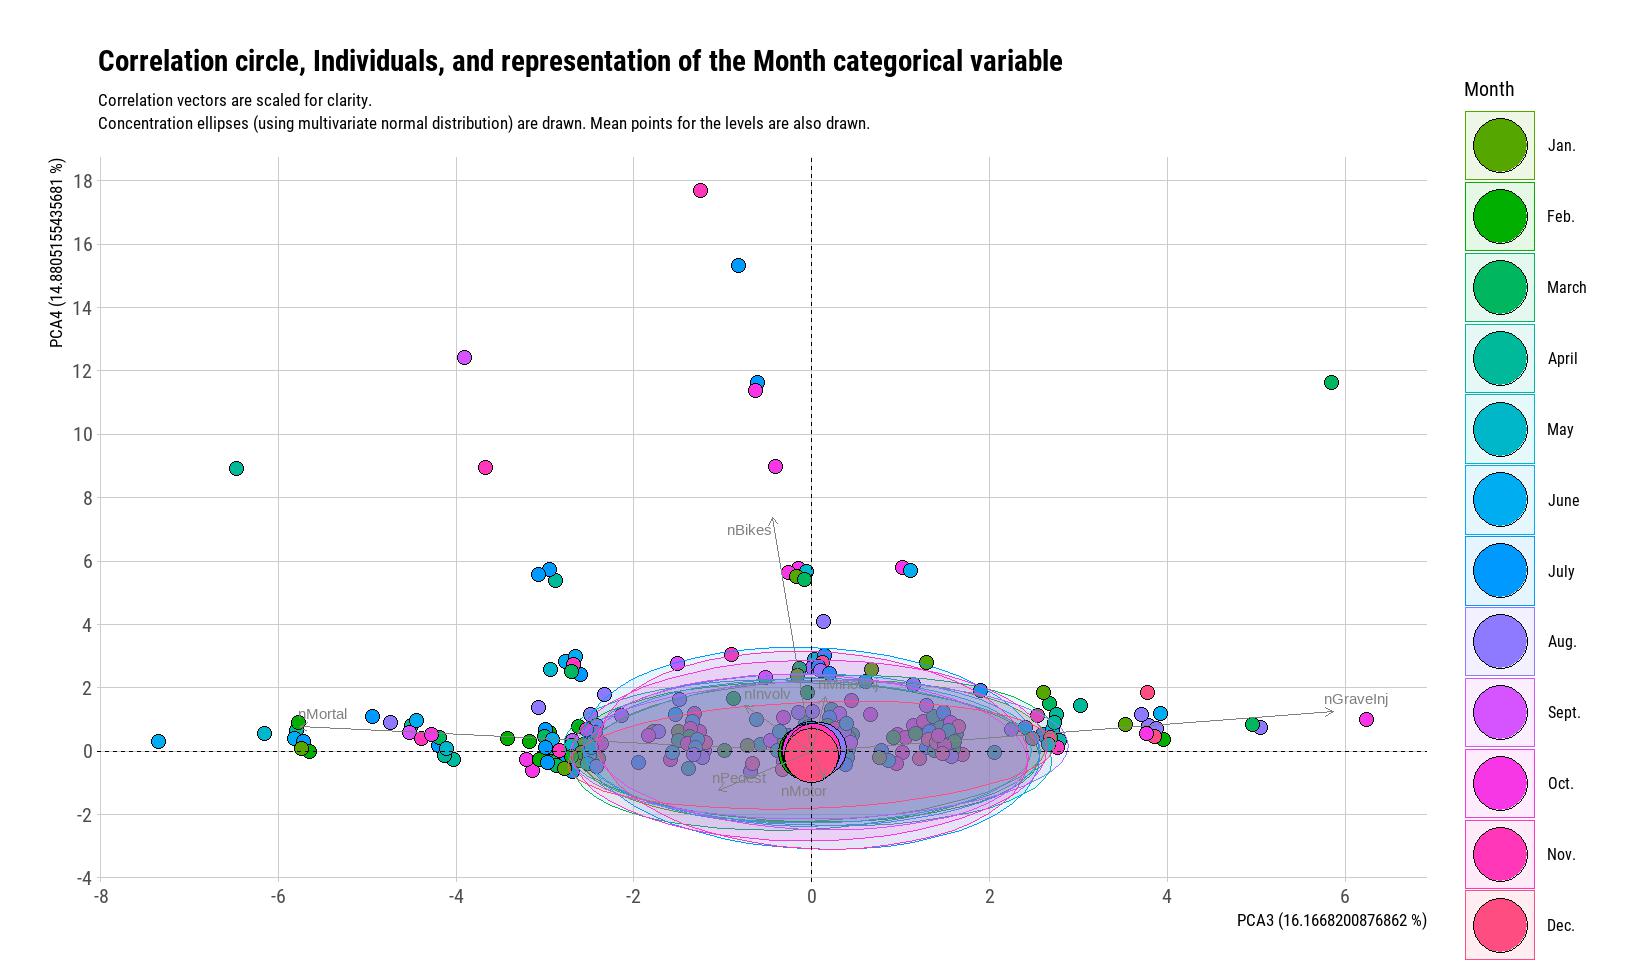 Correlation circle, Individuals, and representation of the Month categorical variable
Correlation vectors are scaled for clarity.
Concentration ellipses (using multivariate normal distribution) are drawn. Mean points for the levels are also drawn.
Month
Jan.
Feb.
March
April
May
June
July
Aug.
Sept.
Oct.
Nov.
Dec.
PCA4 (14.8805155435681 %)
18
16
14
12
10
8
6
4
2
0
-2
-4
nBikes
nInvolv
nMortal
nGraveInj
nPedest
nMotor
-8
-6
-4
-2
0
2
4
6
PCA3 (16.1668200876862 %)